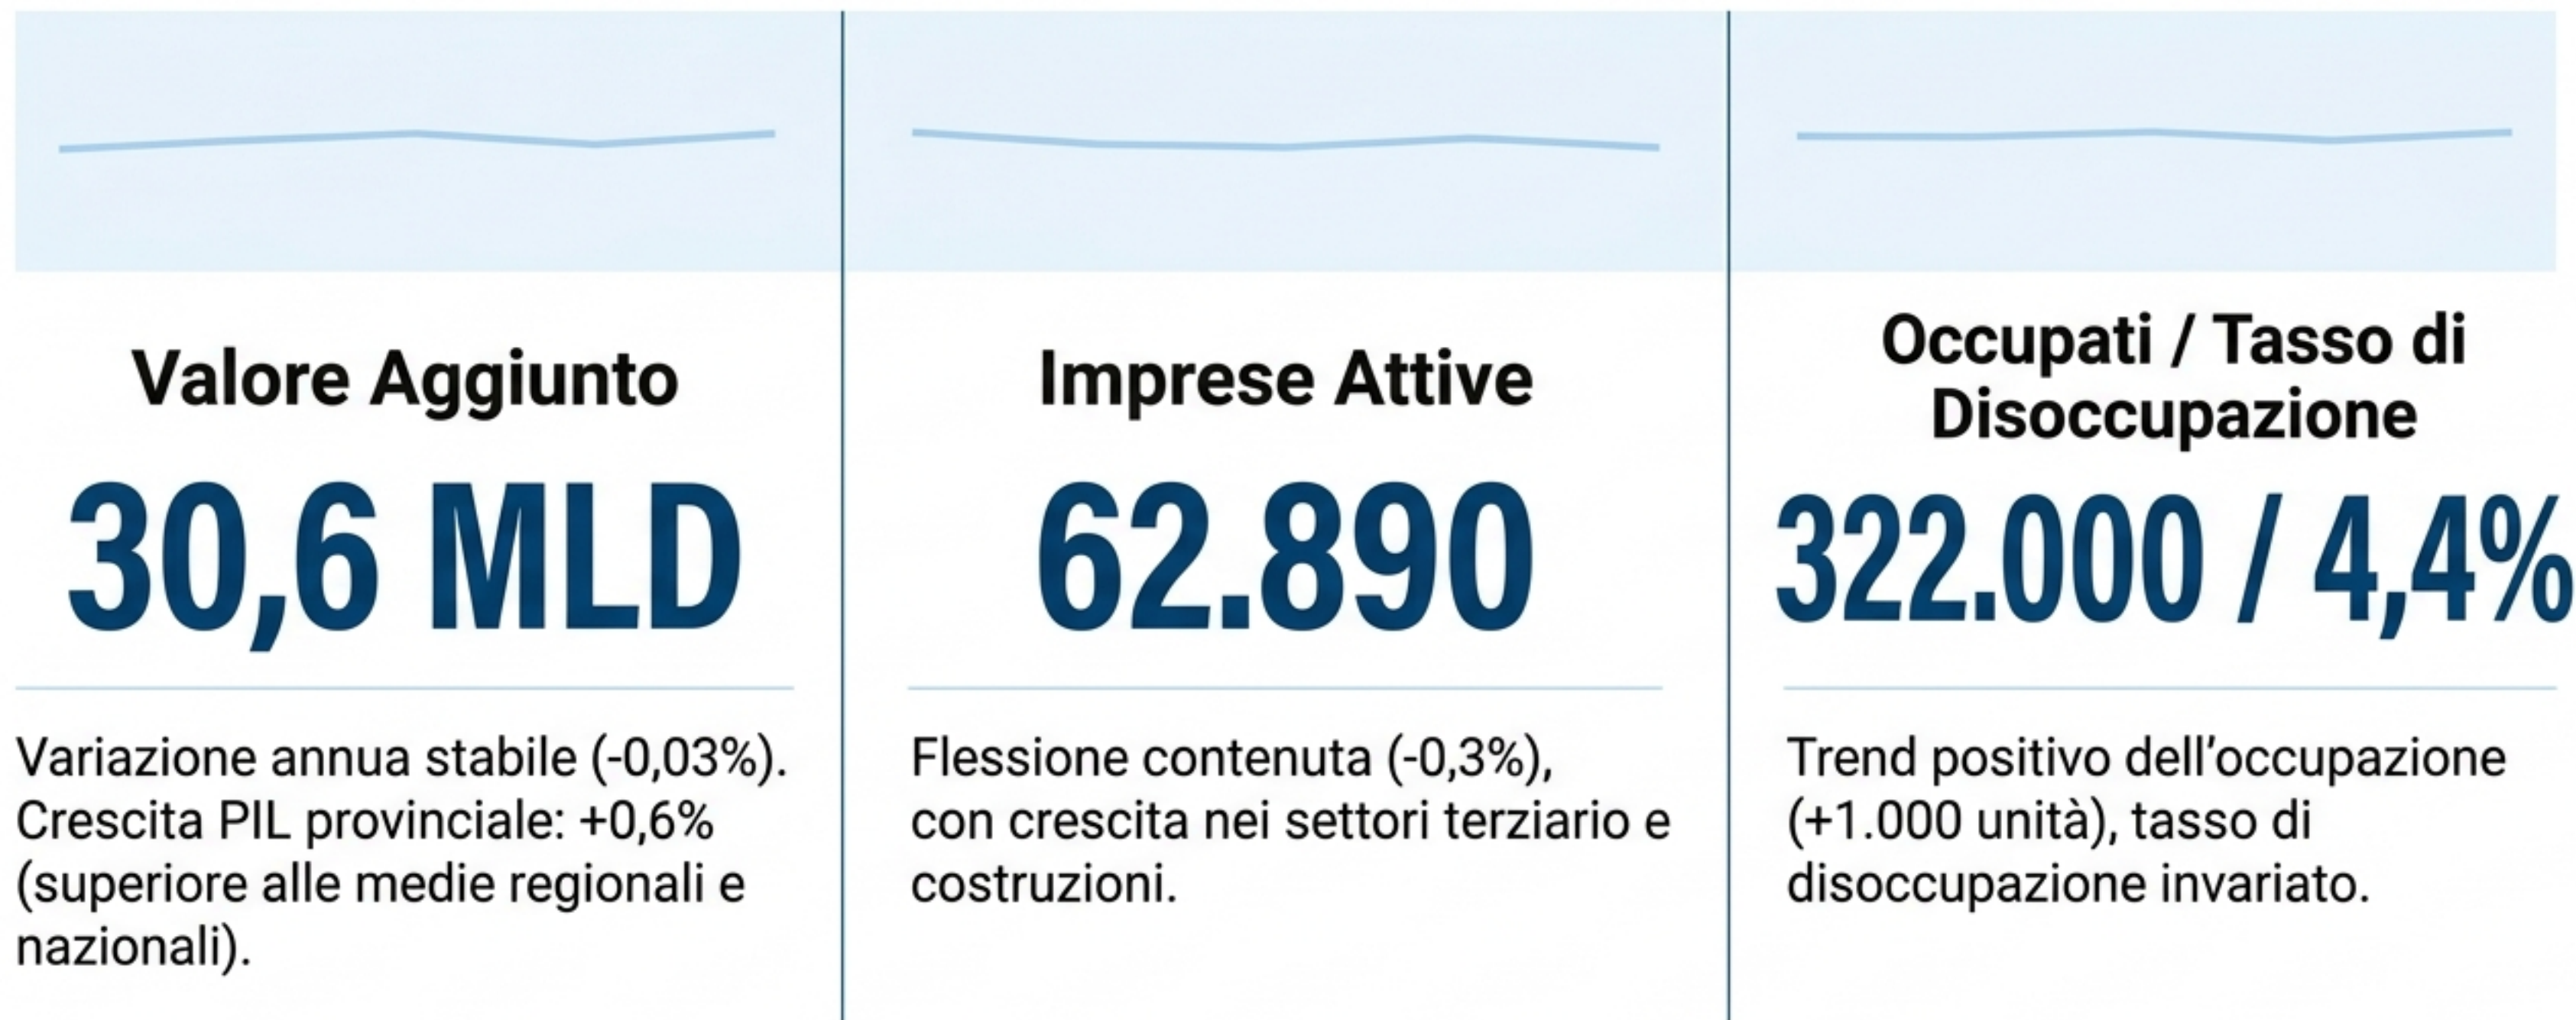 Valore Aggiunto
30,6 MLD
Variazione annua stabile (-0,03%).
Crescita PIL provinciale: +0,6%
(superiore alle medie regionali e
nazionali).
Imprese Attive
62.890
Flessione contenuta (-0,3%),
con crescita nei settori terziario e
costruzioni.
Occupati / Tasso di
Disoccupazione
322.000 / 4,4%
Trend positivo dell’occupazione
(+1.000 unità), tasso di
disoccupazione invariato.